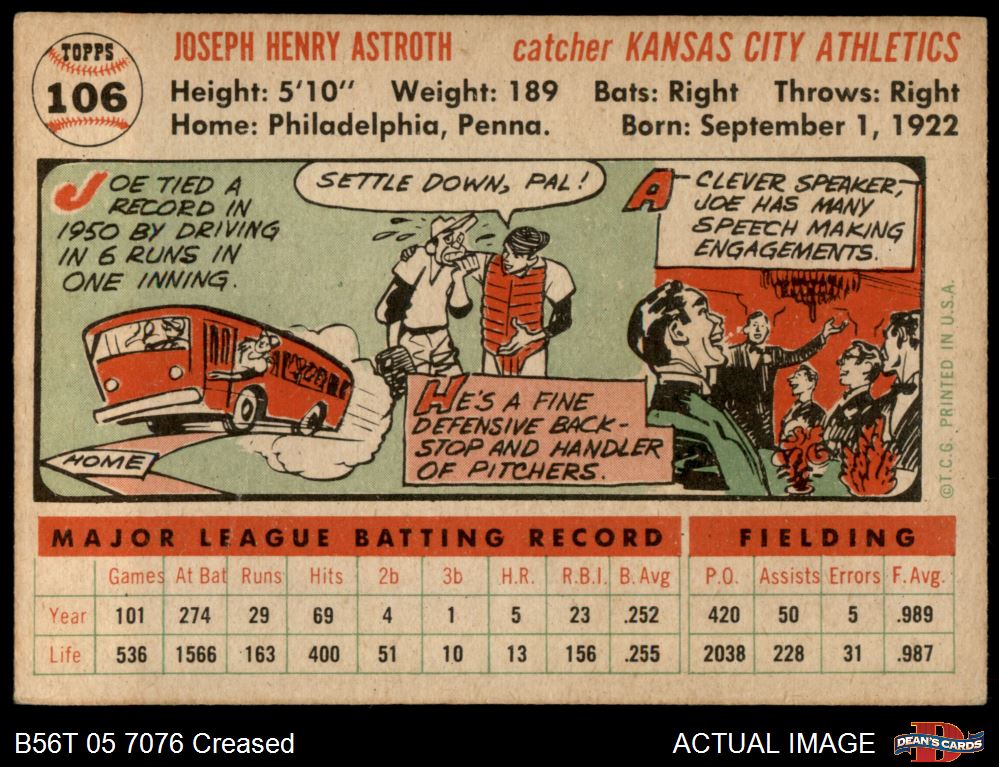 TOPPS
106
JOSEPH HENRY ASTROTH catcher KANSAS CITY ATHLETICS
Height: 5'10" Weight: 189 Bats: Right Throws: Right
Home: Philadelphia, Penna. Born: September 1, 1922
JOE TIED A
RECORD IN
1950 BY DRIVING
IN 6 RUNS IN
ONE INNING.
HOME
SETTLE DOWN, PAL!
HE'S A FINE
DEFENSIVE BACK-
STOP AND HANDLER
OF PITCHERS.
A CLEVER SPEAKER,
JOE HAS MANY
SPEECH MAKING
ENGAGEMENTS.
©T.C.G. PRINTED IN U.S.A.
MAJOR LEAGUE BATTING RECORD FIELDING
Games At Bat Runs Hits 2b 3b H.R. R.B.I. B. Avg P.O. Assists Errors F. Avg.
Year 101 274 29 69 4 1 5 23 .252 420 50 5 .989
Life 536 1566 163 400 51 10 13 156 .255 2038 228 31 .987
B56T 05 7076 Creased ACTUAL IMAGE
D
DEAN'S CARDS